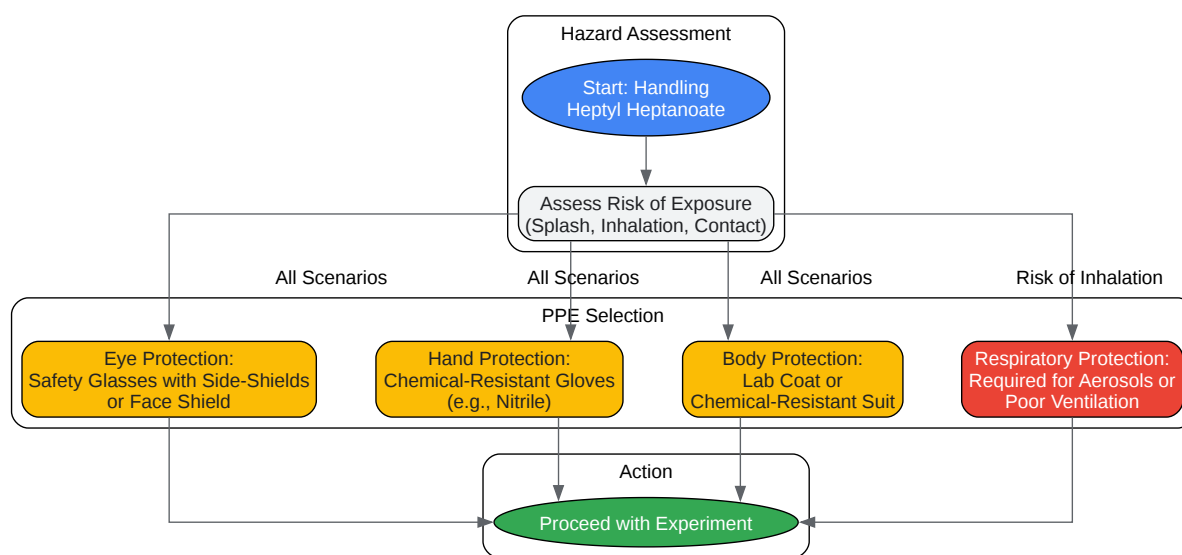 Hazard Assessment
Start: Handling
Heptyl Heptanoate
Assess Risk of Exposure
(Splash, Inhalation, Contact)
All Scenarios
All Scenarios
All Scenarios
Risk of Inhalation
PPE Selection
Eye Protection:
Safety Glasses with Side-Shields
or Face Shield
Hand Protection:
Chemical-Resistant Gloves
(e.g., Nitrile)
Body Protection:
Lab Coat or
Chemical-Resistant Suit
Respiratory Protection:
Required for Aerosols or
Poor Ventilation
Action
Proceed with Experiment